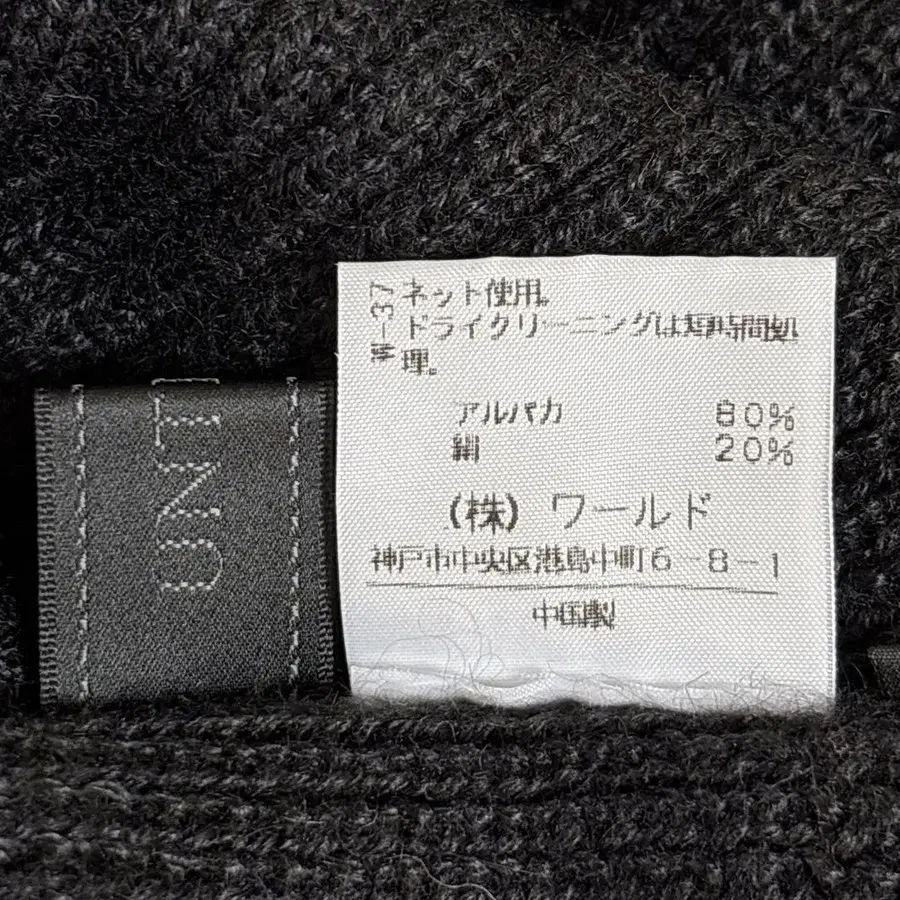 ネット使用。
ドライクリーニングは短時間処
理。
アルパカ 80%
絹 20%
(株) ワールド
神戸市中央区港島中町6-8-1
中国製
-37
UNT